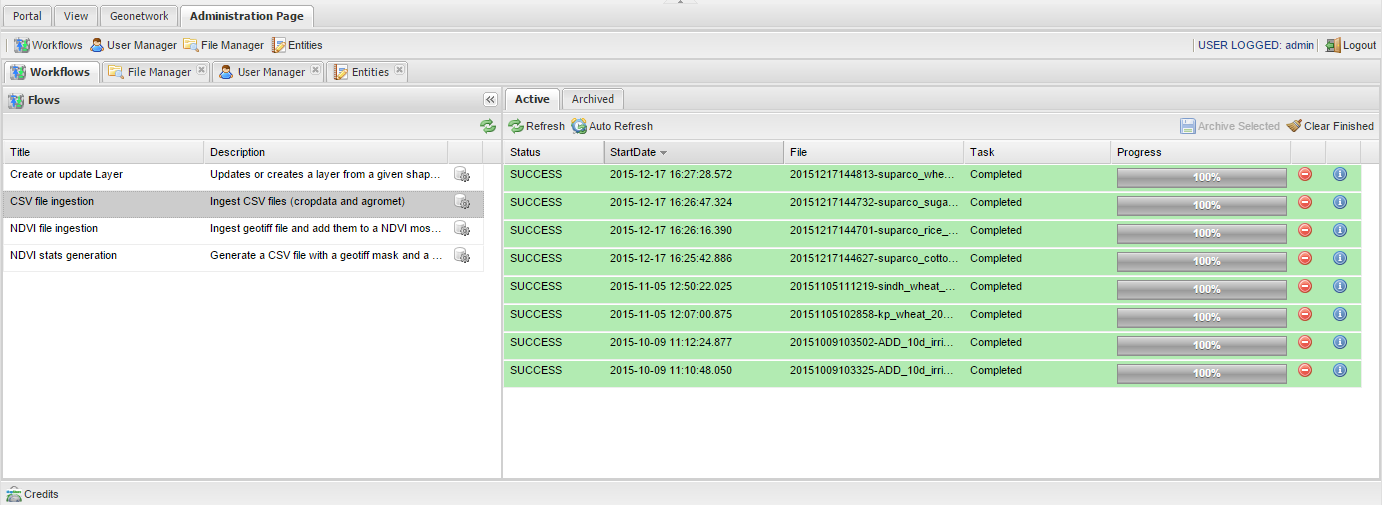 Portal View Geonetwork Administration Page
Workflows User Manager File Manager Entities USER LOGGED: admin Logout
Workflows File Manager User Manager Entities
Flows Active Archived
Refresh Auto Refresh Archive Selected Clear Finished
Title Description Status StartDate File Task Progress
Create or update Layer Updates or creates a layer from a given shap... SUCCESS 2015-12-17 16:27:28.572 20151217144813-suparco_whe... Completed 100%
CSV file ingestion Ingest CSV files (cropdata and agromet) SUCCESS 2015-12-17 16:26:47.324 20151217144732-suparco_suga... Completed 100%
NDVI file ingestion Ingest geotiff file and add them to a NDVI mos... SUCCESS 2015-12-17 16:26:16.390 20151217144701-suparco_rice_... Completed 100%
NDVI stats generation Generate a CSV file with a geotiff mask and a ... SUCCESS 2015-12-17 16:25:42.886 20151217144627-suparco_cotto... Completed 100%
SUCCESS 2015-11-05 12:50:22.025 20151105111219-sindh_wheat_... Completed 100%
SUCCESS 2015-11-05 12:07:00.875 20151105102858-kp_wheat_20... Completed 100%
SUCCESS 2015-10-09 11:12:24.877 20151009103502-ADD_10d_irri... Completed 100%
SUCCESS 2015-10-09 11:10:48.050 20151009103325-ADD_10d_irri... Completed 100%
Credits